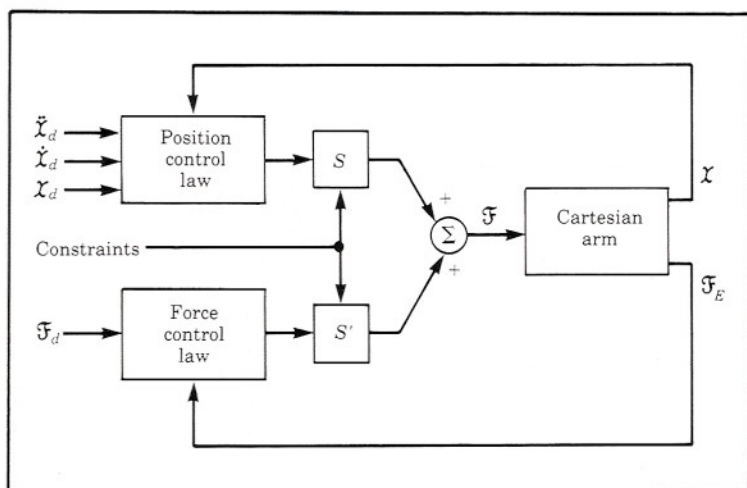 𝔛̈d
𝔛̇d
𝔛d
Position
control
law
S
+
Σ
+
𝔉
Cartesian
arm
𝔛
𝔉E
Constraints
𝔉d
Force
control
law
S'